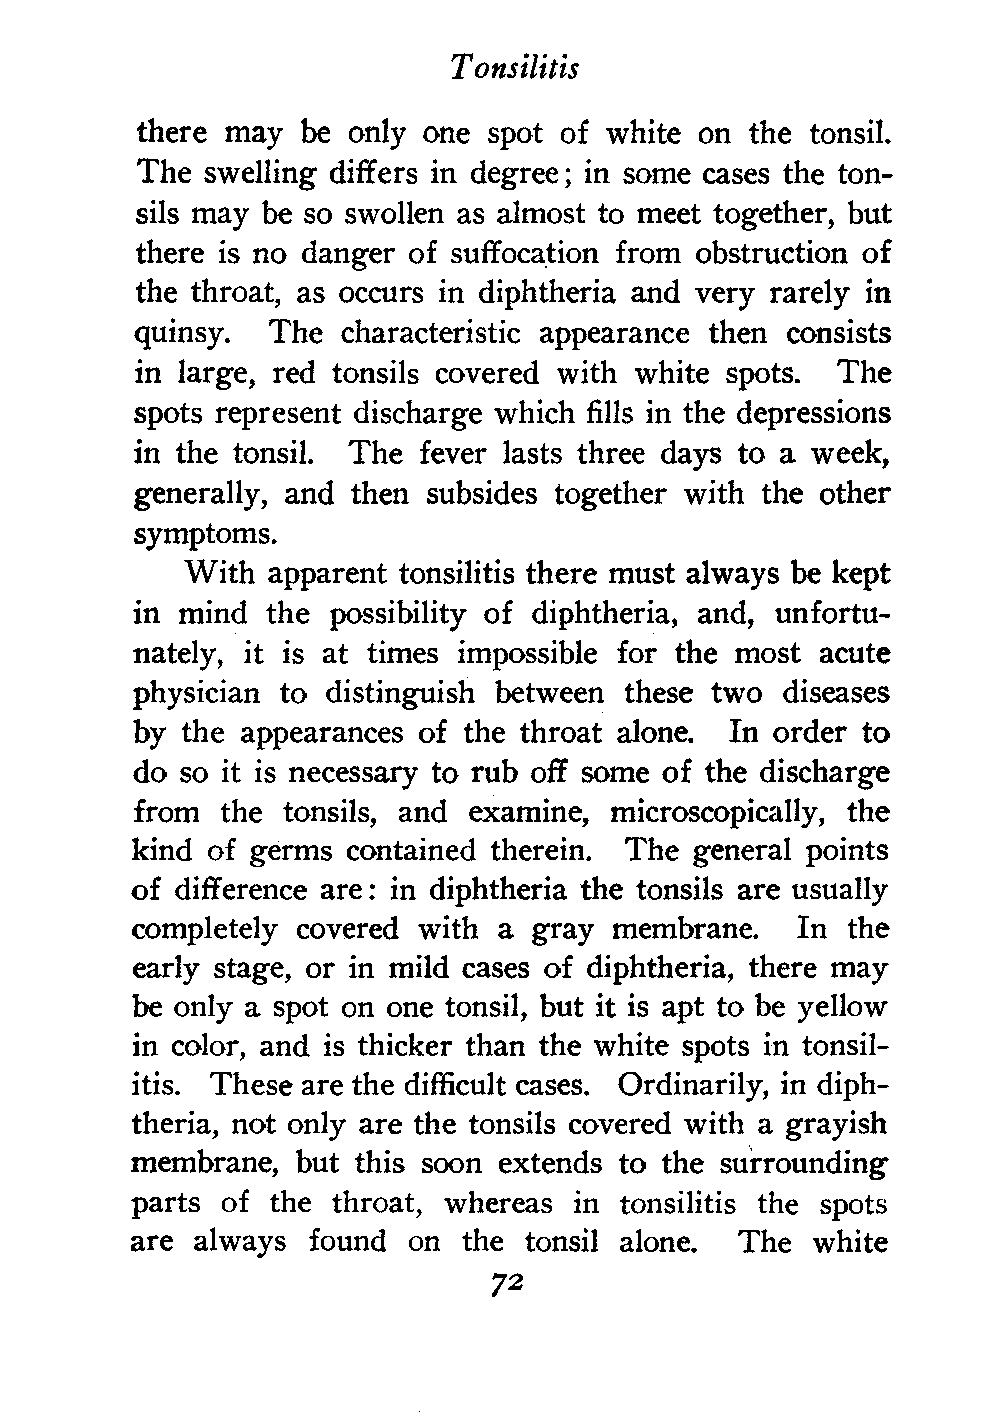 Tonsilitis
there may be only one spot of white on the tonsil.
The swelling differs in degree; in some cases the ton-
sils may be so swollen as almost to meet together, but
there is no danger of suffocation from obstruction of
the throat, as occurs in diphtheria and very rarely in
quinsy. The characteristic appearance then consists
in large, red tonsils covered with white spots. The
spots represent discharge which fills in the depressions
in the tonsil. The fever lasts three days to a week,
generally, and then subsides together with the other
symptoms.
With apparent tonsilitis there must always be kept
in mind the possibility of diphtheria, and, unfortu-
nately, it is at times impossible for the most acute
physician to distinguish between these two diseases
by the appearances of the throat alone. In order to
do so it is necessary to rub off some of the discharge
from the tonsils, and examine, microscopically, the
kind of germs contained therein. The general points
of difference are: in diphtheria the tonsils are usually
completely covered with a gray membrane. In the
early stage, or in mild cases of diphtheria, there may
be only a spot on one tonsil, but it is apt to be yellow
in color, and is thicker than the white spots in tonsil-
itis. These are the difficult cases. Ordinarily, in diph-
theria, not only are the tonsils covered with a grayish
membrane, but this soon extends to the surrounding
parts of the throat, whereas in tonsilitis the spots
are always found on the tonsil alone. The white
72